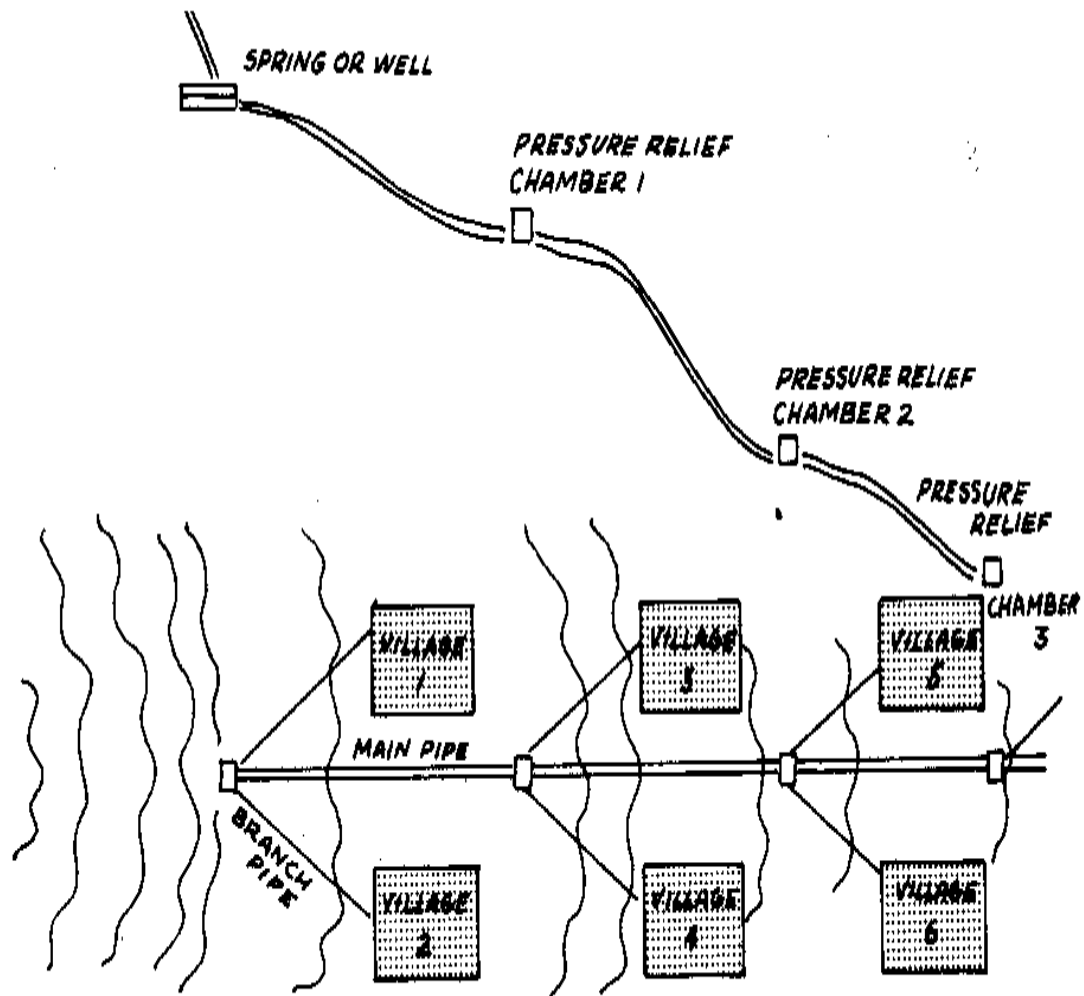 SPRING OR WELL
PRESSURE RELIEF
CHAMBER 1
PRESSURE RELIEF
CHAMBER 2
PRESSURE
RELIEF
CHAMBER
3
VILLAGE
1
VILLAGE
3
VILLAGE
5
MAIN PIPE
BRANCH
PIPE
VILLAGE
2
VILLAGE
4
VILLAGE
6